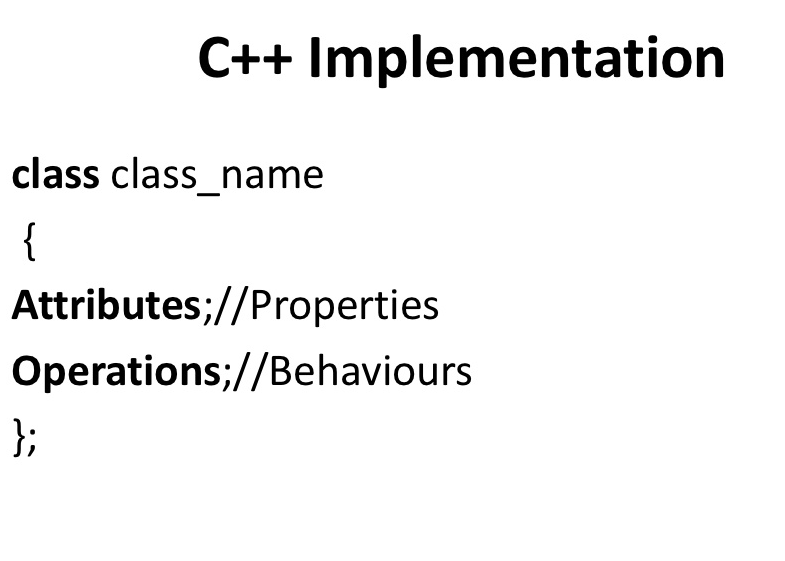 C++ Implementation
class class_name
{
Attributes;//Properties
Operations;//Behaviours
};